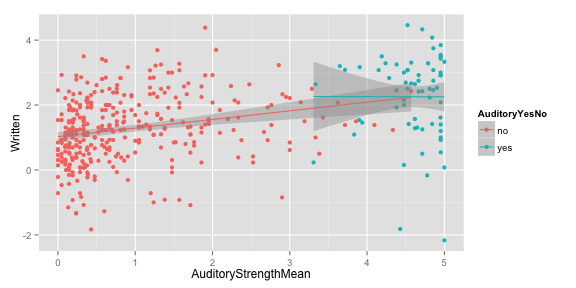 4
2
0
-2
Written
0
1
2
3
4
5
AuditoryStrengthMean
AuditoryYesNo
no
yes